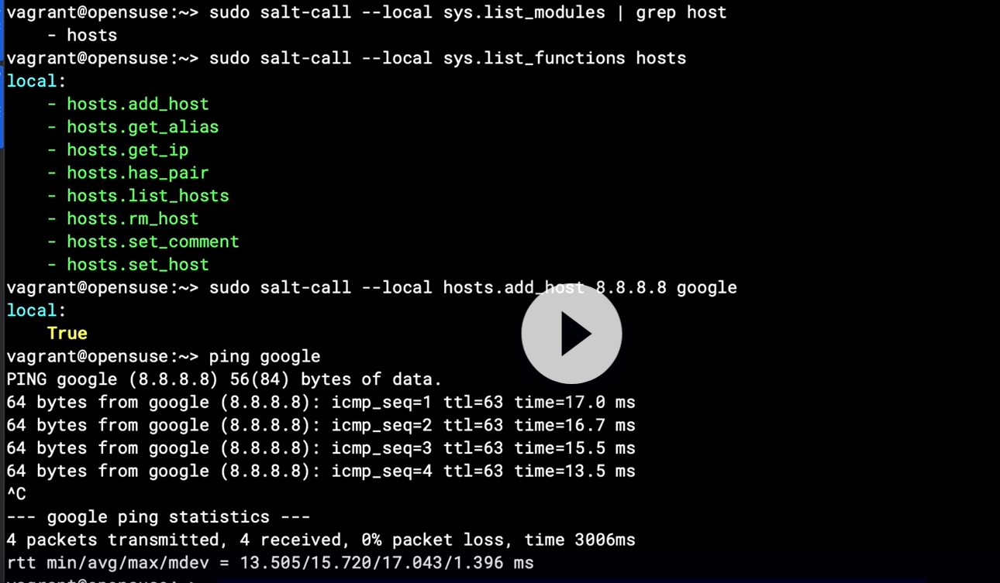 vagrant@opensuse:~> sudo salt-call --local sys.list_modules | grep host
    - hosts
vagrant@opensuse:~> sudo salt-call --local sys.list_functions hosts
local:
    - hosts.add_host
    - hosts.get_alias
    - hosts.get_ip
    - hosts.has_pair
    - hosts.list_hosts
    - hosts.rm_host
    - hosts.set_comment
    - hosts.set_host
vagrant@opensuse:~> sudo salt-call --local hosts.add_host 8.8.8.8 google
local:
    True
vagrant@opensuse:~> ping google
PING google (8.8.8.8) 56(84) bytes of data.
64 bytes from google (8.8.8.8): icmp_seq=1 ttl=63 time=17.0 ms
64 bytes from google (8.8.8.8): icmp_seq=2 ttl=63 time=16.7 ms
64 bytes from google (8.8.8.8): icmp_seq=3 ttl=63 time=15.5 ms
64 bytes from google (8.8.8.8): icmp_seq=4 ttl=63 time=13.5 ms
^C
--- google ping statistics ---
4 packets transmitted, 4 received, 0% packet loss, time 3006ms
rtt min/avg/max/mdev = 13.505/15.720/17.043/1.396 ms